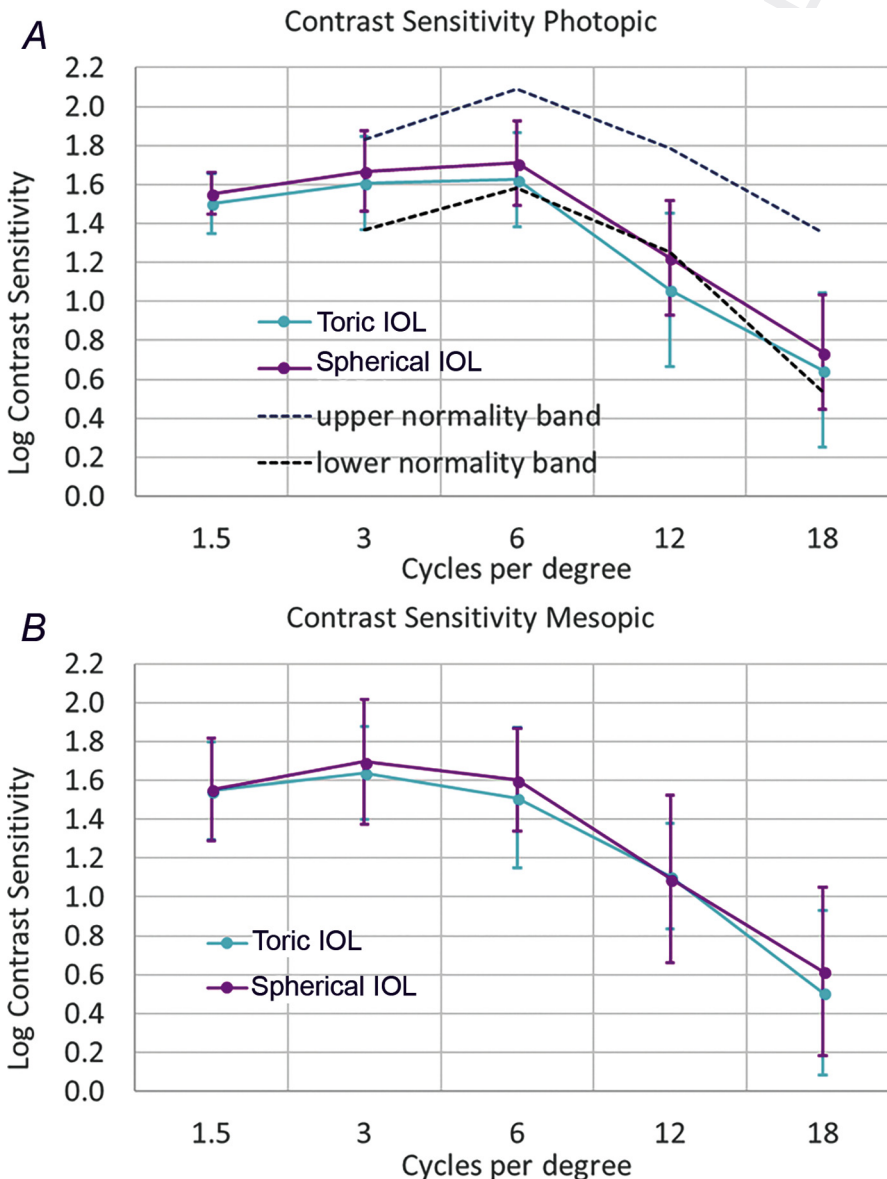 A
Contrast Sensitivity Photopic
Log Contrast Sensitivity
2.2
2.0
1.8
1.6
1.4
1.2
1.0
0.8
0.6
0.4
0.2
0.0
Toric IOL
Spherical IOL
upper normality band
lower normality band
1.5 3 6 12 18
Cycles per degree
B
Contrast Sensitivity Mesopic
Log Contrast Sensitivity
2.2
2.0
1.8
1.6
1.4
1.2
1.0
0.8
0.6
0.4
0.2
0.0
Toric IOL
Spherical IOL
1.5 3 6 12 18
Cycles per degree